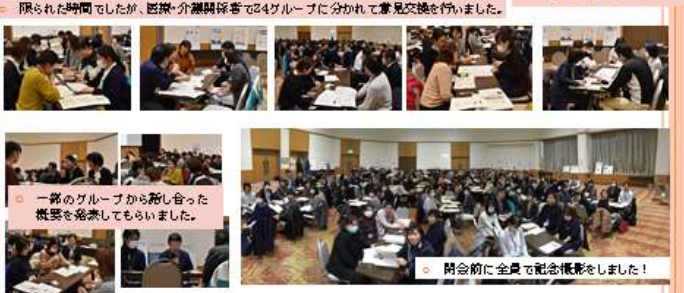 限られた時間でしたが、医療・介護関係者で24グループに分かれて意見交換を行いました。
一部のグループから話し合った
概要を発表してもらいました。
閉会前に全員で記念撮影をしました！